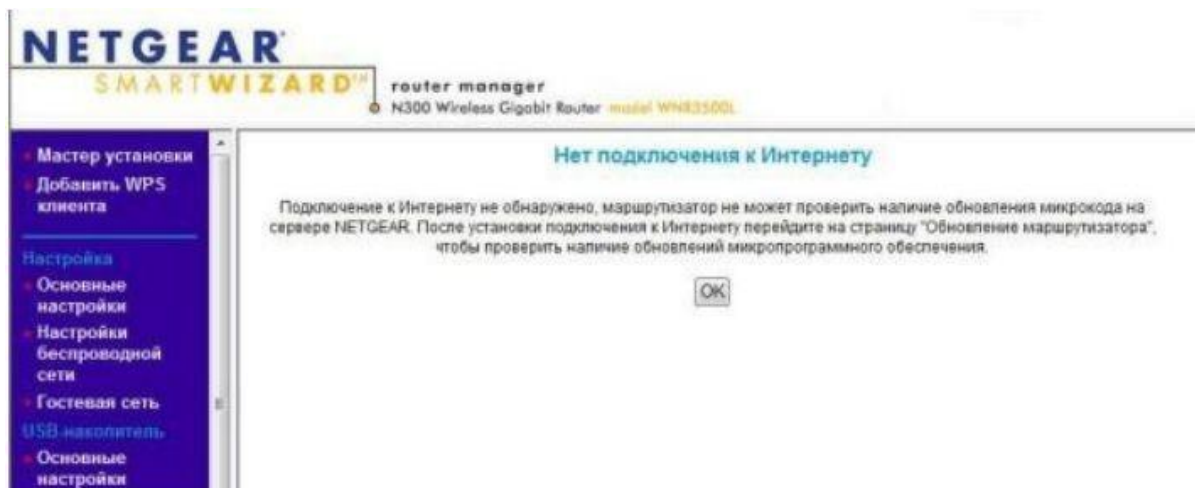 NETGEAR
SMARTWIZARD™
router manager
N300 Wireless Gigabit Router model WNR3500L
Мастер установки
Добавить WPS
клиента
Настройка
Основные
настройки
Настройки
беспроводной
сети
Гостевая сеть
USB-накопитель
Основные
настройки
Нет подключения к Интернету
Подключение к Интернету не обнаружено, маршрутизатор не может проверить наличие обновления микрокода на
сервере NETGEAR. После установки подключения к Интернету перейдите на страницу "Обновление маршрутизатора",
чтобы проверить наличие обновлений микропрограммного обеспечения.
OK